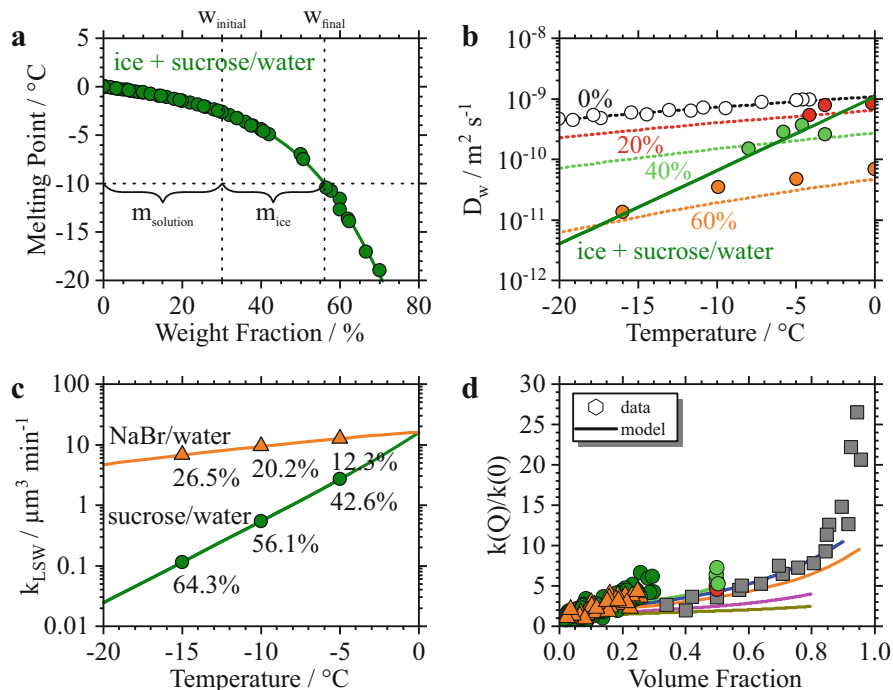 a
w_initial
w_final
ice + sucrose/water
0
-5
-10
-15
-20
m_solution
m_ice
0
20
40
60
80
Melting Point / °C
Weight Fraction / %
b
10⁻⁸
10⁻⁹
10⁻¹⁰
10⁻¹¹
10⁻¹²
0%
20%
40%
60%
ice + sucrose/water
-20
-15
-10
-5
0
D_w / m² s⁻¹
Temperature / °C
c
100
10
1
0.1
0.01
NaBr/water
26.5%
20.2%
12.3%
sucrose/water
42.6%
56.1%
64.3%
-20
-15
-10
-5
0
k_LSW / μm³ min⁻¹
Temperature / °C
d
30
25
20
15
10
5
0
data
model
0.0
0.2
0.4
0.6
0.8
1.0
k(Q)/k(0)
Volume Fraction